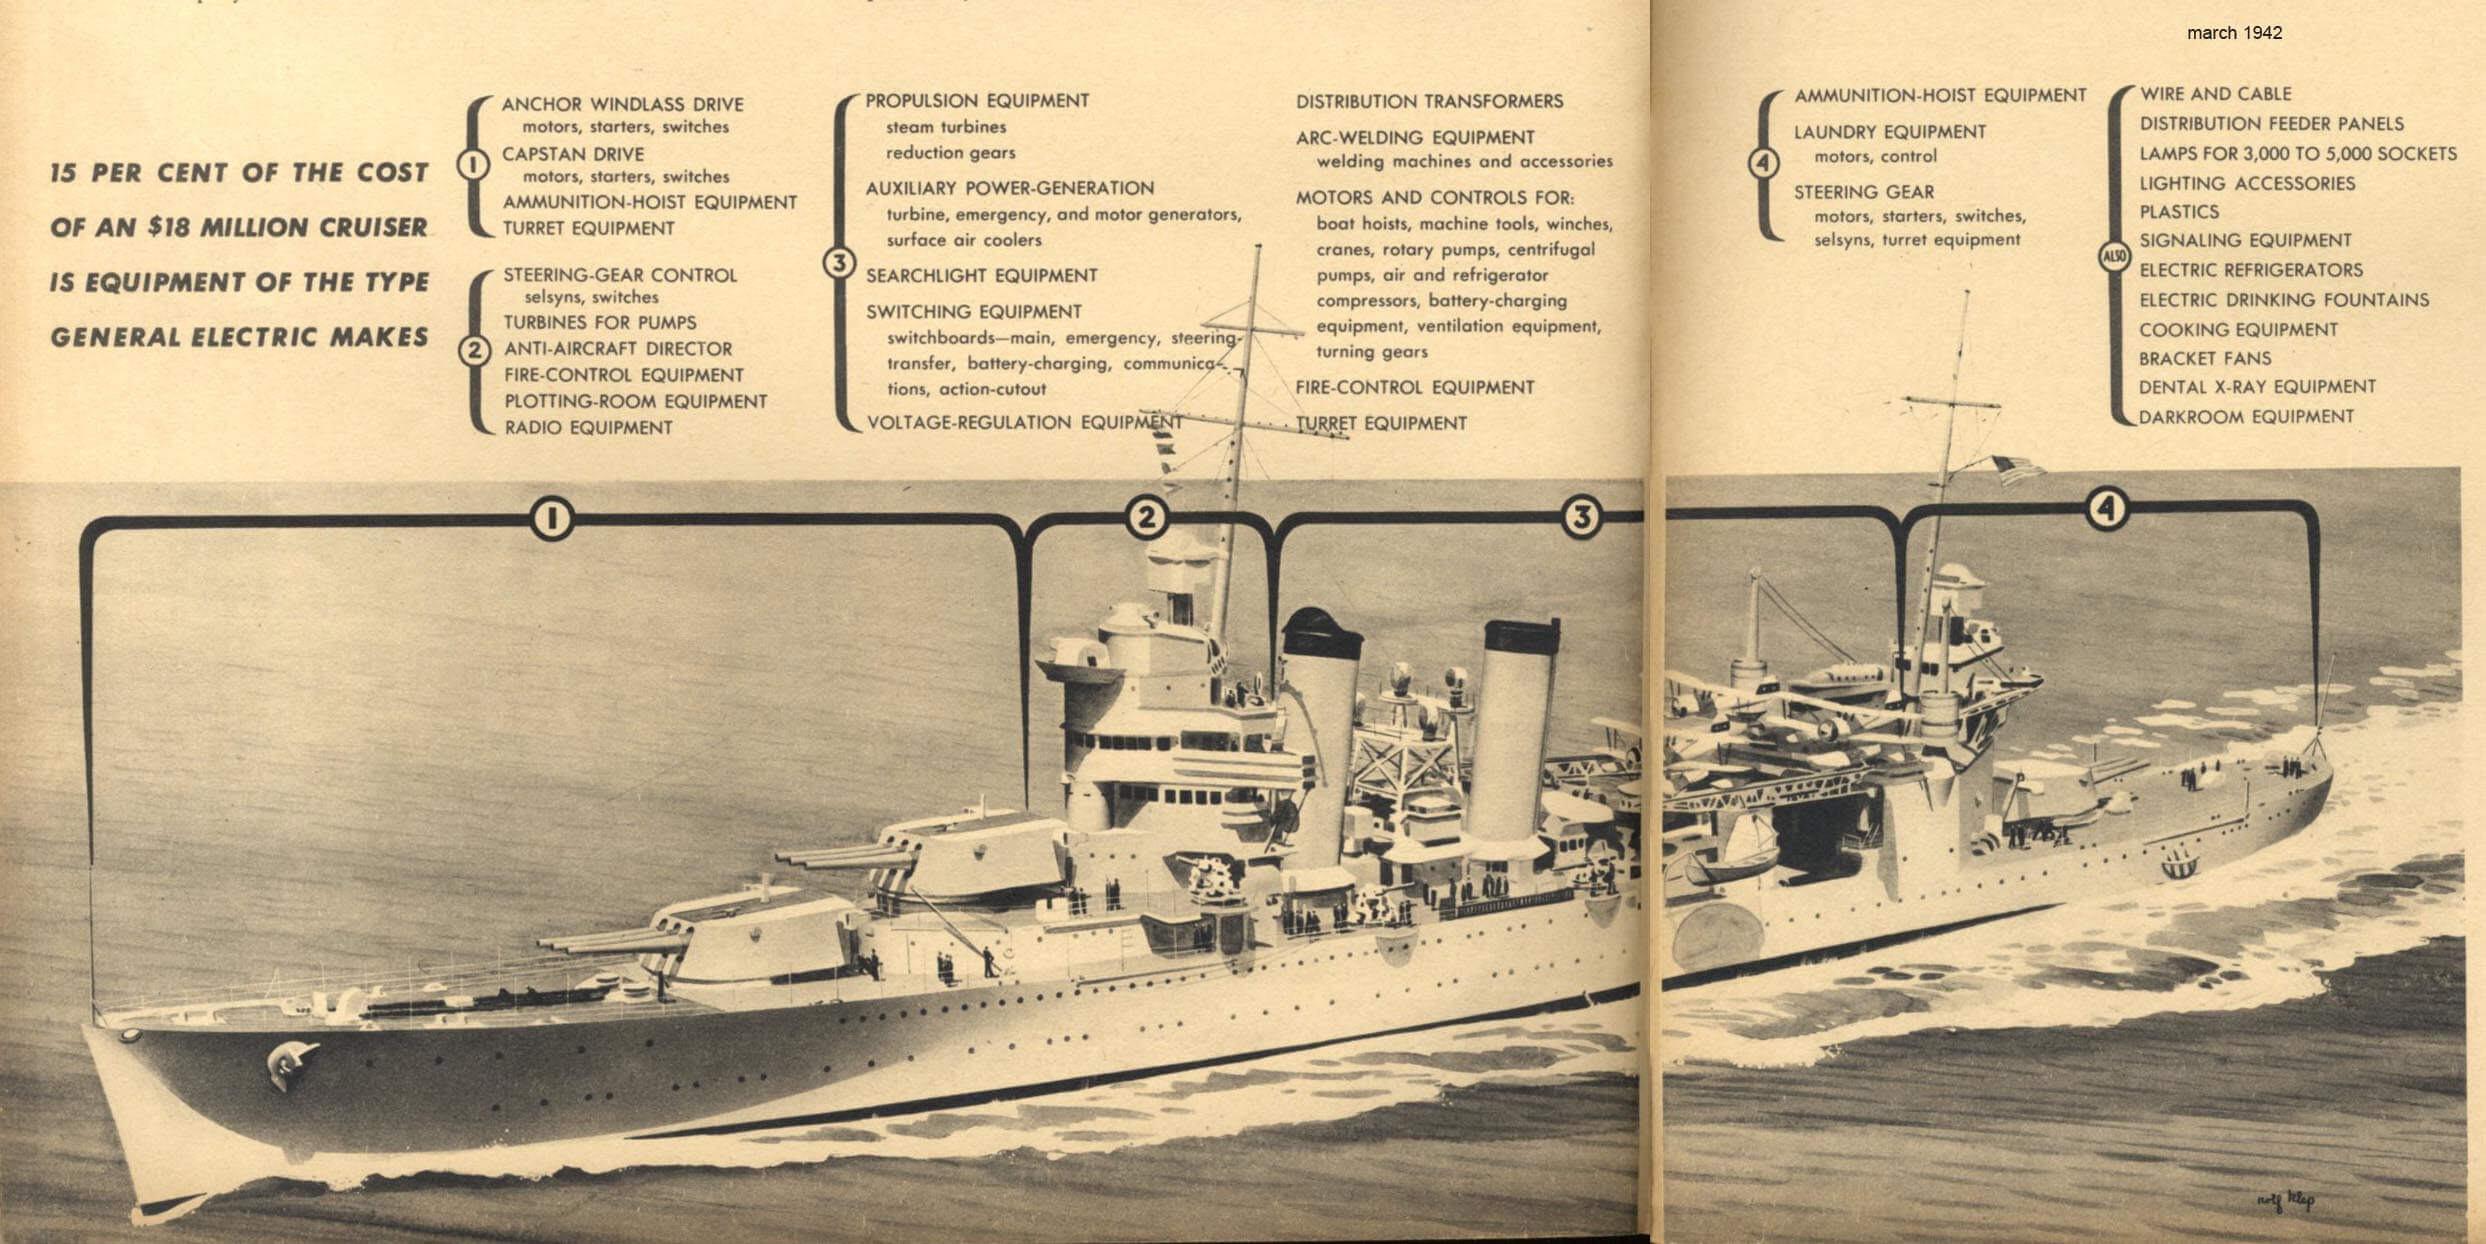 march 1942
15 PER CENT OF THE COST
OF AN $18 MILLION CRUISER
IS EQUIPMENT OF THE TYPE
GENERAL ELECTRIC MAKES
1
ANCHOR WINDLASS DRIVE
motors, starters, switches
CAPSTAN DRIVE
motors, starters, switches
AMMUNITION-HOIST EQUIPMENT
TURRET EQUIPMENT
2
STEERING-GEAR CONTROL
selsyns, switches
TURBINES FOR PUMPS
ANTI-AIRCRAFT DIRECTOR
FIRE-CONTROL EQUIPMENT
PLOTTING-ROOM EQUIPMENT
RADIO EQUIPMENT
3
PROPULSION EQUIPMENT
steam turbines
reduction gears
AUXILIARY POWER-GENERATION
turbine, emergency, and motor generators,
surface air coolers
SEARCHLIGHT EQUIPMENT
SWITCHING EQUIPMENT
switchboards—main, emergency, steering-
transfer, battery-charging, communica-
tions, action-cutout
VOLTAGE-REGULATION EQUIPMENT
DISTRIBUTION TRANSFORMERS
ARC-WELDING EQUIPMENT
welding machines and accessories
MOTORS AND CONTROLS FOR:
boat hoists, machine tools, winches,
cranes, rotary pumps, centrifugal
pumps, air and refrigerator
compressors, battery-charging
equipment, ventilation equipment,
turning gears
FIRE-CONTROL EQUIPMENT
TURRET EQUIPMENT
4
AMMUNITION-HOIST EQUIPMENT
LAUNDRY EQUIPMENT
motors, control
STEERING GEAR
motors, starters, switches,
selsyns, turret equipment
ALSO
WIRE AND CABLE
DISTRIBUTION FEEDER PANELS
LAMPS FOR 3,000 TO 5,000 SOCKETS
LIGHTING ACCESSORIES
PLASTICS
SIGNALING EQUIPMENT
ELECTRIC REFRIGERATORS
ELECTRIC DRINKING FOUNTAINS
COOKING EQUIPMENT
BRACKET FANS
DENTAL X-RAY EQUIPMENT
DARKROOM EQUIPMENT
1
2
3
4
rolf klep